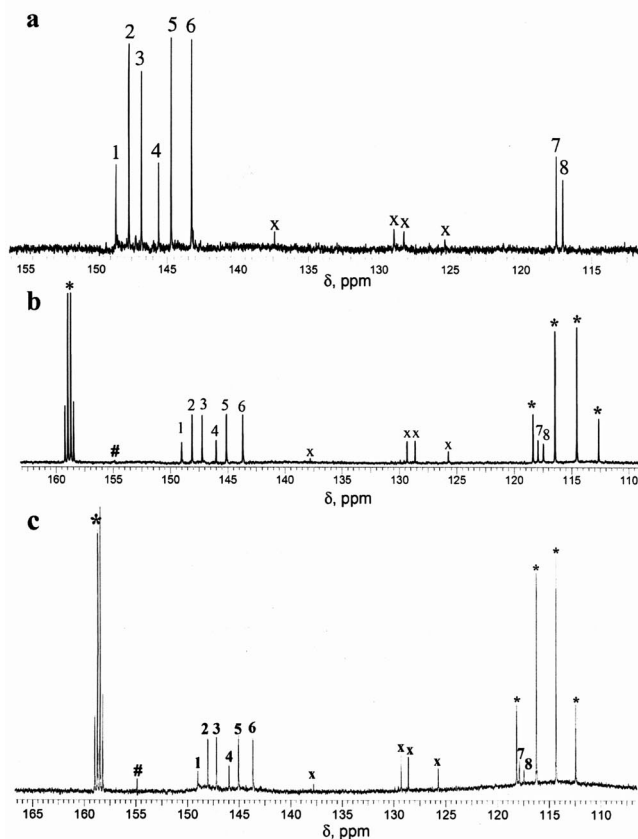 a
1 2 3 4 5 6 x x x x 7 8
155 150 145 140 135 130 125 120 115
δ, ppm
b
* # 1 2 3 4 5 6 x x x x * 7 8 * * *
160 155 150 145 140 135 130 125 120 115 110
δ, ppm
c
* # 1 2 3 4 5 6 x x x x * 7 8 * * *
165 160 155 150 145 140 135 130 125 120 115 110
δ, ppm